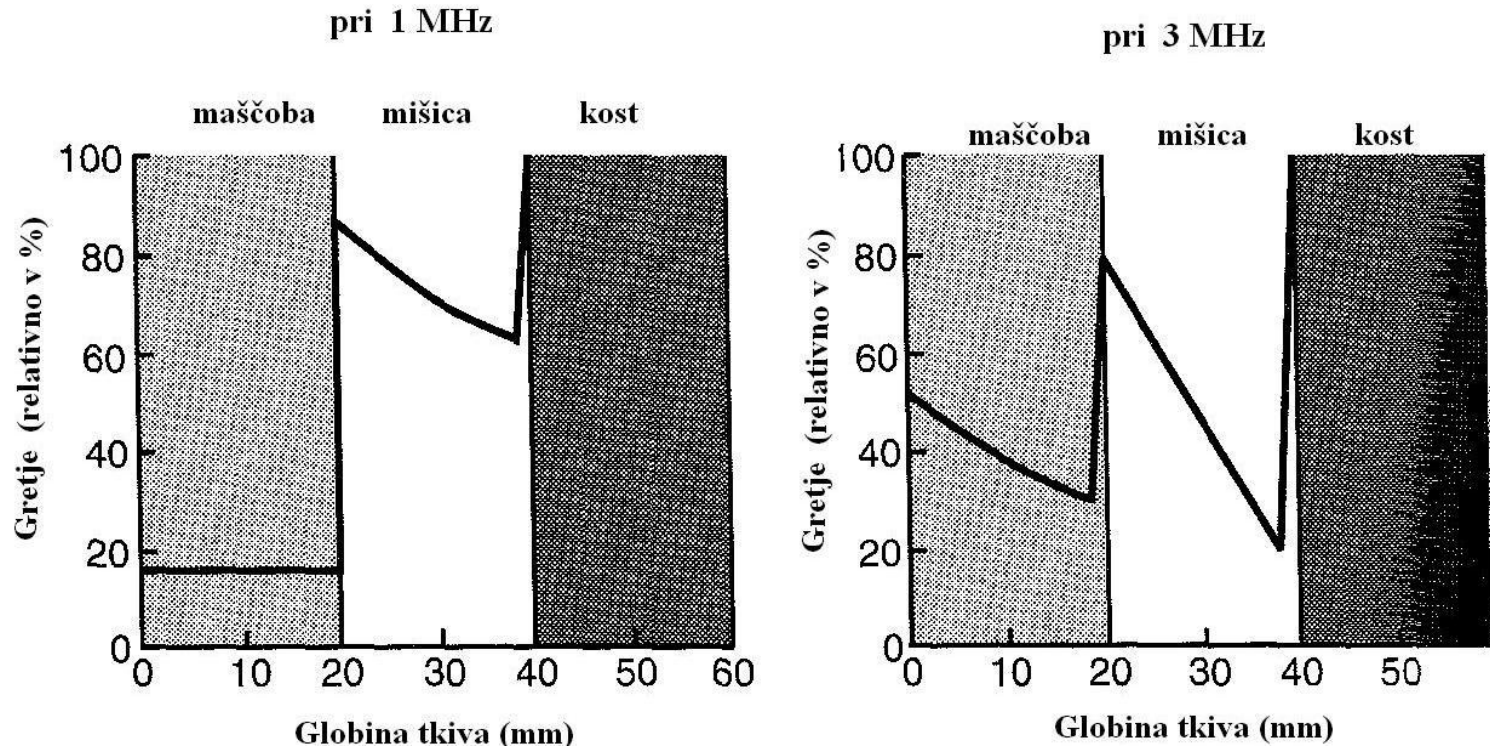 pri 1 MHz
maščoba mišica kost
Gretje (relativno v %)
100
80
60
40
20
0
0 10 20 30 40 50 60
Globina tkiva (mm)
pri 3 MHz
maščoba mišica kost
Gretje (relativno v %)
100
80
60
40
20
0
0 10 20 30 40 50
Globina tkiva (mm)